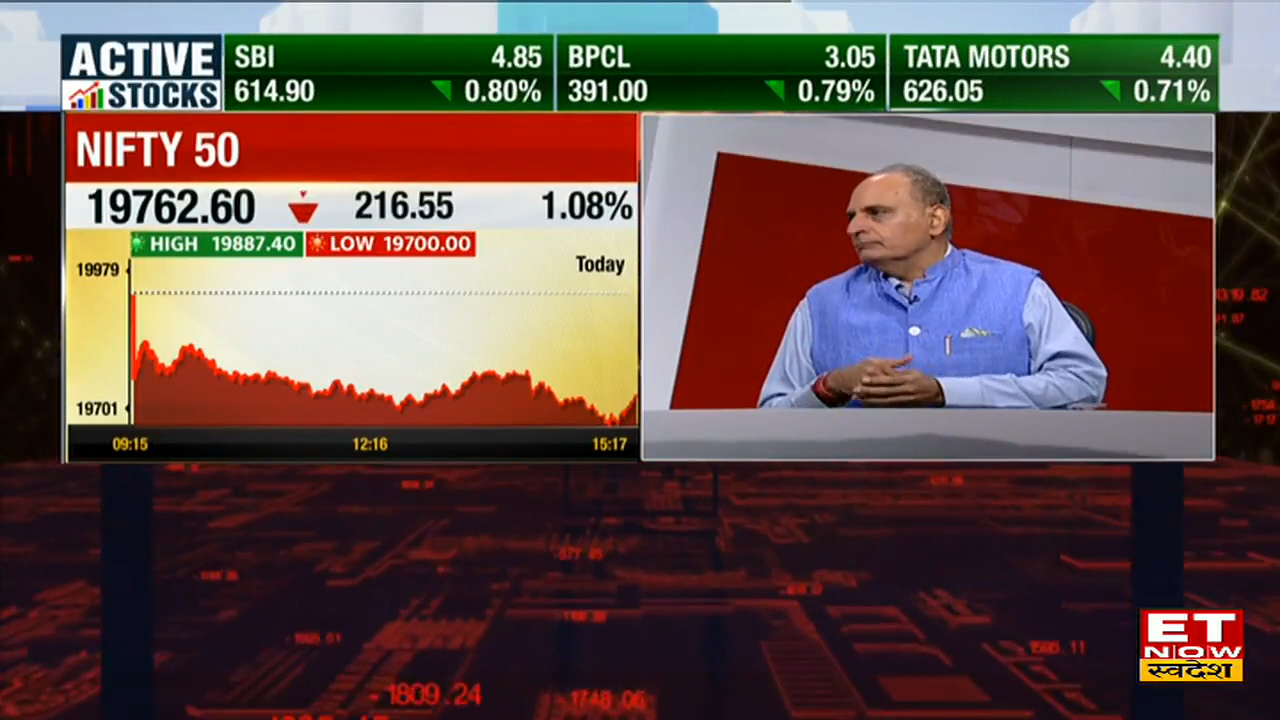 ACTIVE
STOCKS
SBI 4.85
614.90 0.80%
BPCL 3.05
391.00 0.79%
TATA MOTORS 4.40
626.05 0.71%
NIFTY 50
19762.60 216.55 1.08%
HIGH 19887.40 LOW 19700.00
Today
19979
19701
09:15 12:16 15:17
ET
NOW
स्वदेश
- 1809.24